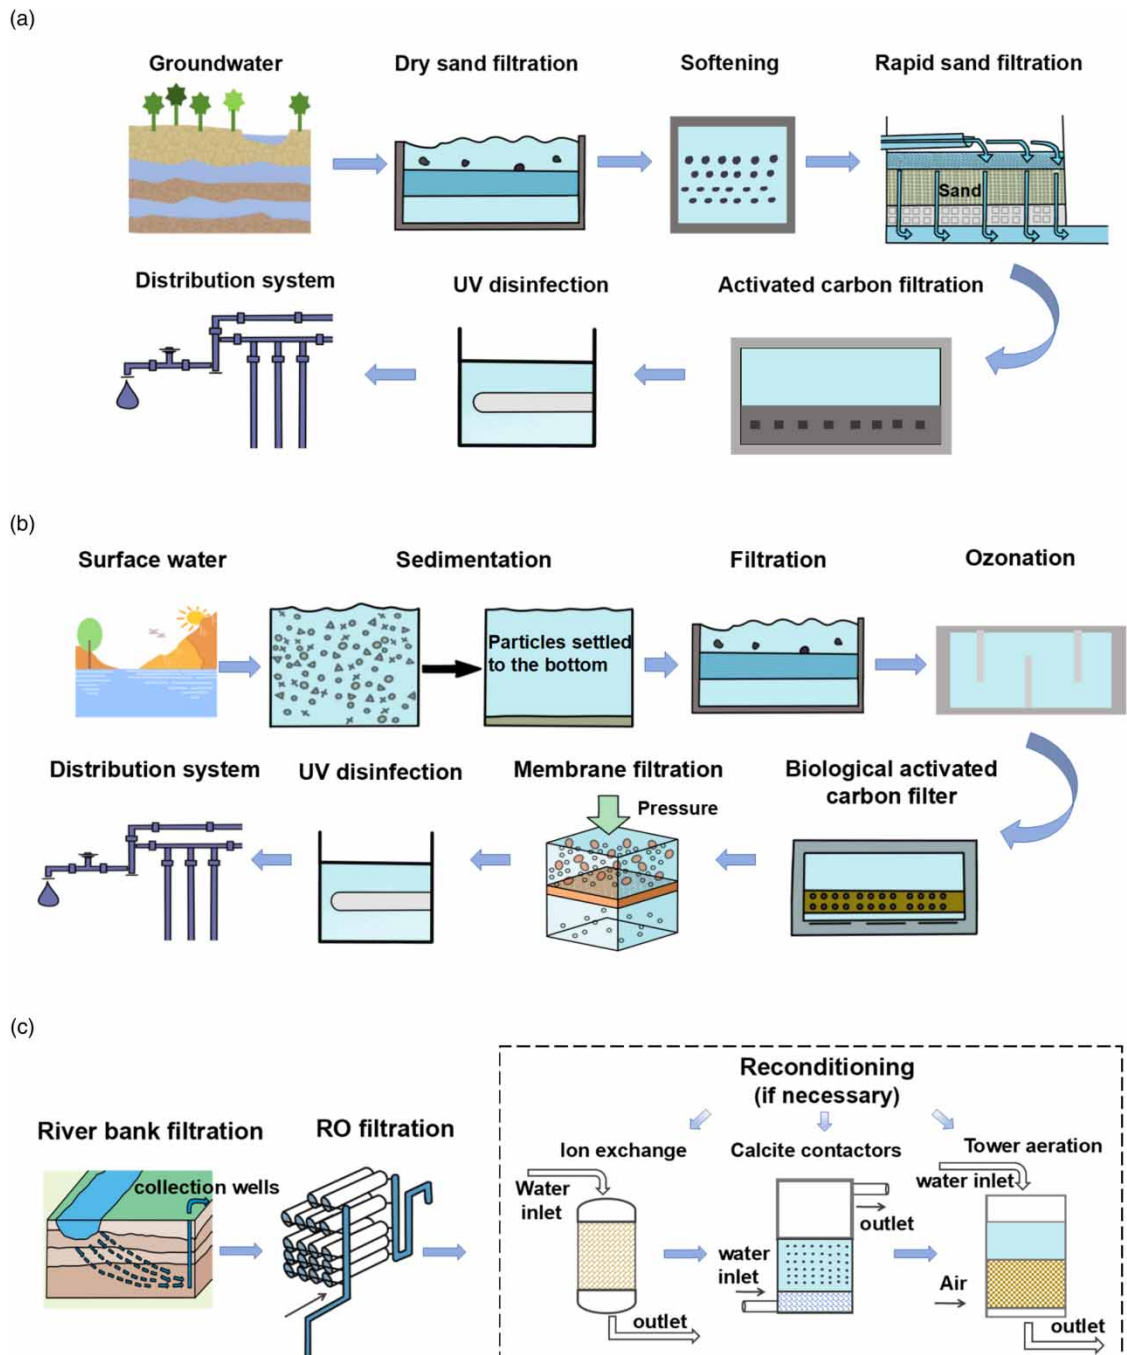 (a)
Groundwater
Dry sand filtration
Softening
Rapid sand filtration
Sand
Distribution system
UV disinfection
Activated carbon filtration
(b)
Surface water
Sedimentation
Filtration
Ozonation
Particles settled
to the bottom
Distribution system
UV disinfection
Membrane filtration
Biological activated
carbon filter
Pressure
(c)
Reconditioning
(if necessary)
River bank filtration
RO filtration
Ion exchange
Calcite contactors
Tower aeration
collection wells
Water
inlet
outlet
water inlet
water
inlet
Air
outlet
outlet